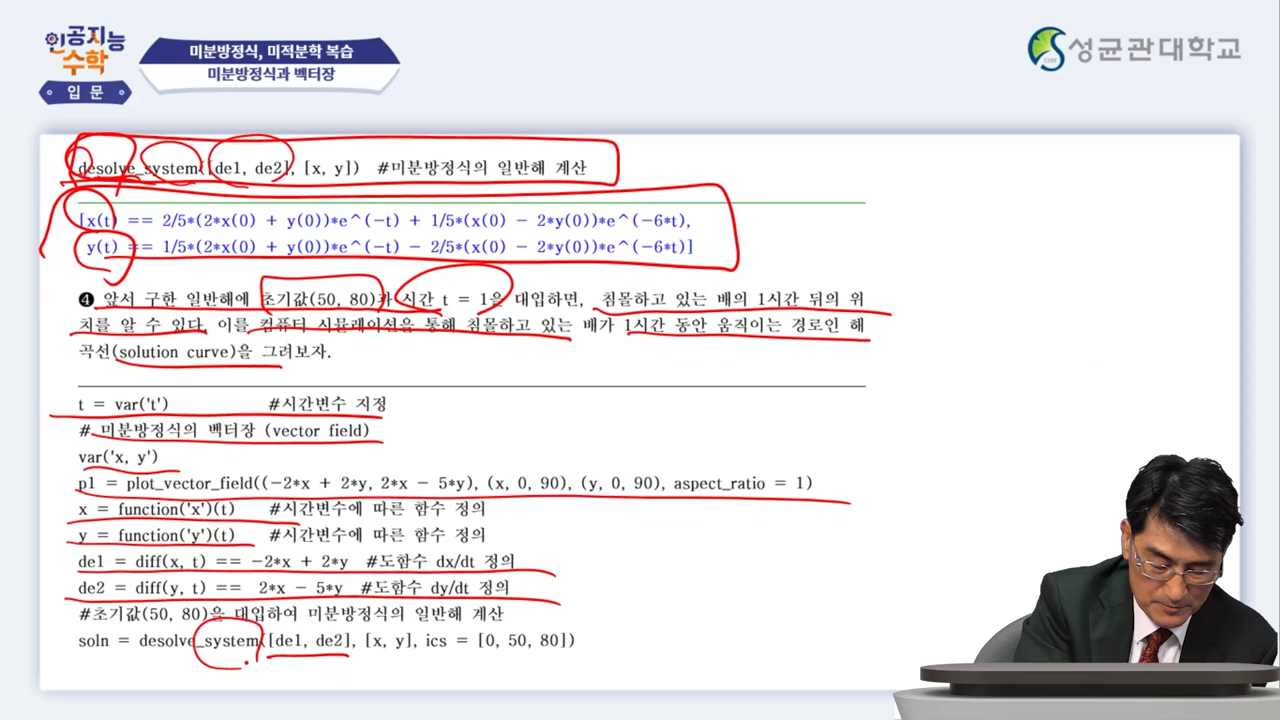 인공지능
수학
입문
미분방정식, 미적분학 복습
미분방정식과 벡터장
성균관대학교
desolve_system([de1, de2], [x, y])  #미분방정식의 일반해 계산
[x(t) == 2/5*(2*x(0) + y(0))*e^(-t) + 1/5*(x(0) - 2*y(0))*e^(-6*t),
y(t) == 1/5*(2*x(0) + y(0))*e^(-t) - 2/5*(x(0) - 2*y(0))*e^(-6*t)]
❹ 앞서 구한 일반해에 초기값(50, 80)과 시간 t = 1을 대입하면, 침몰하고 있는 배의 1시간 뒤의 위
치를 알 수 있다. 이를 컴퓨터 시뮬레이션을 통해 침몰하고 있는 배가 1시간 동안 움직이는 경로인 해
곡선(solution curve)을 그려보자.
t = var('t')  #시간변수 지정
# 미분방정식의 벡터장 (vector field)
var('x, y')
p1 = plot_vector_field((-2*x + 2*y, 2*x - 5*y), (x, 0, 90), (y, 0, 90), aspect_ratio = 1)
x = function('x')(t)  #시간변수에 따른 함수 정의
y = function('y')(t)  #시간변수에 따른 함수 정의
de1 = diff(x, t) == -2*x + 2*y  #도함수 dx/dt 정의
de2 = diff(y, t) ==  2*x - 5*y  #도함수 dy/dt 정의
#초기값(50, 80)을 대입하여 미분방정식의 일반해 계산
soln = desolve_system([de1, de2], [x, y], ics = [0, 50, 80])